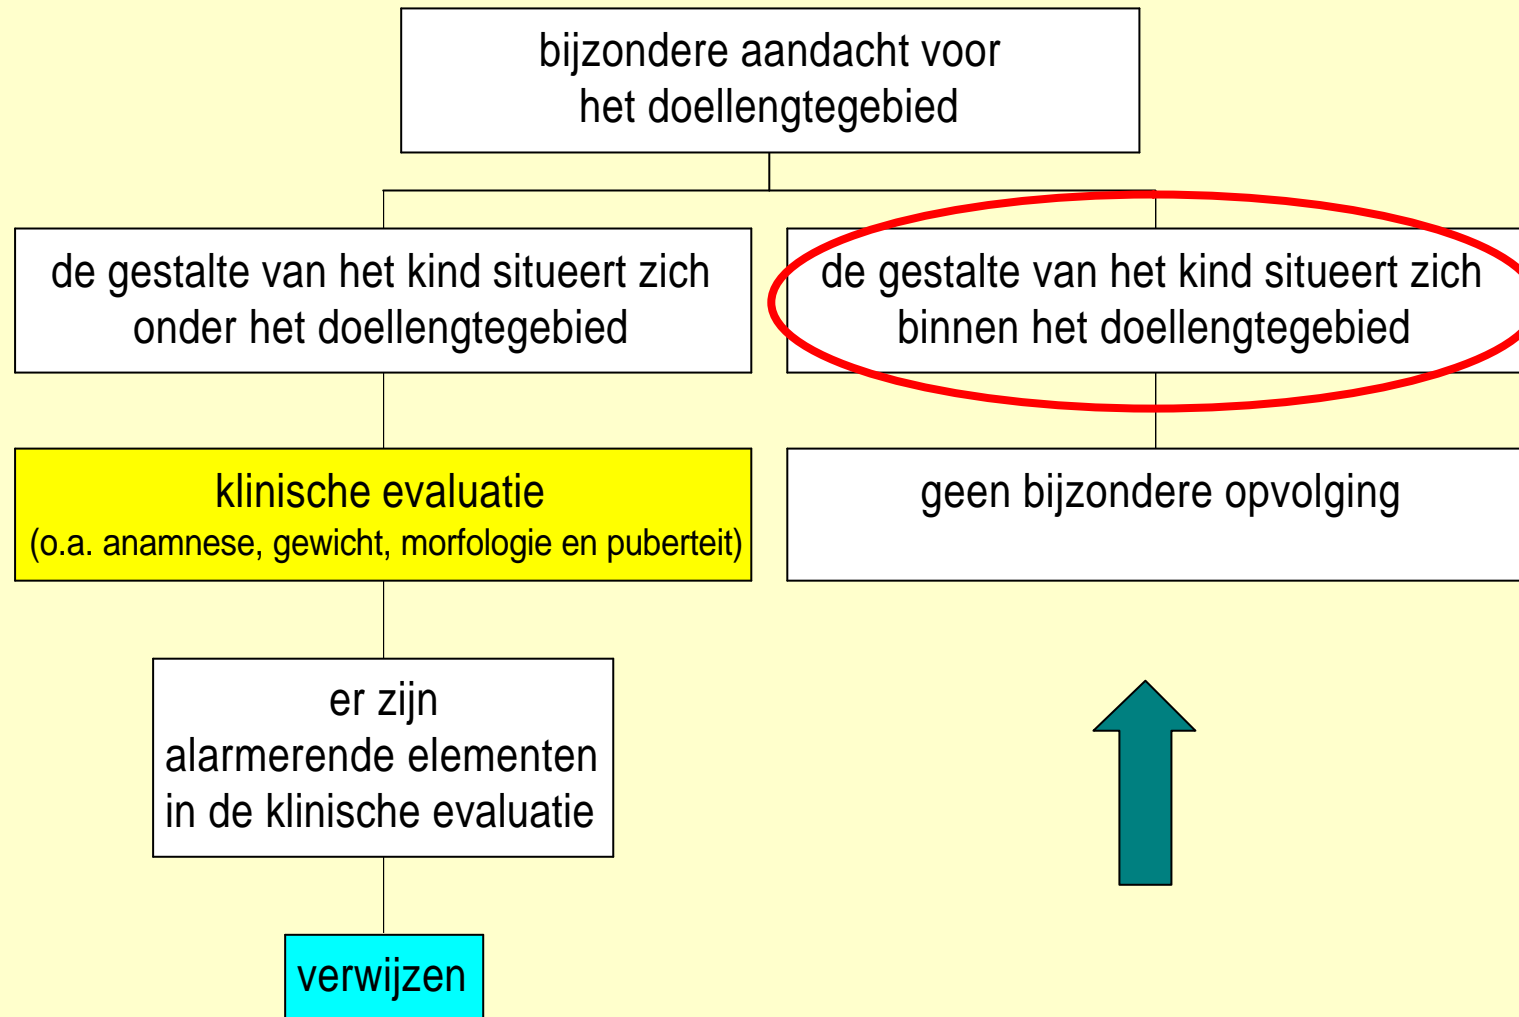 bijzondere aandacht voor
het doellengtegebied
de gestalte van het kind situeert zich
onder het doellengtegebied
de gestalte van het kind situeert zich
binnen het doellengtegebied
klinische evaluatie
(o.a. anamnese, gewicht, morfologie en puberteit)
geen bijzondere opvolging
er zijn
alarmerende elementen
in de klinische evaluatie
verwijzen